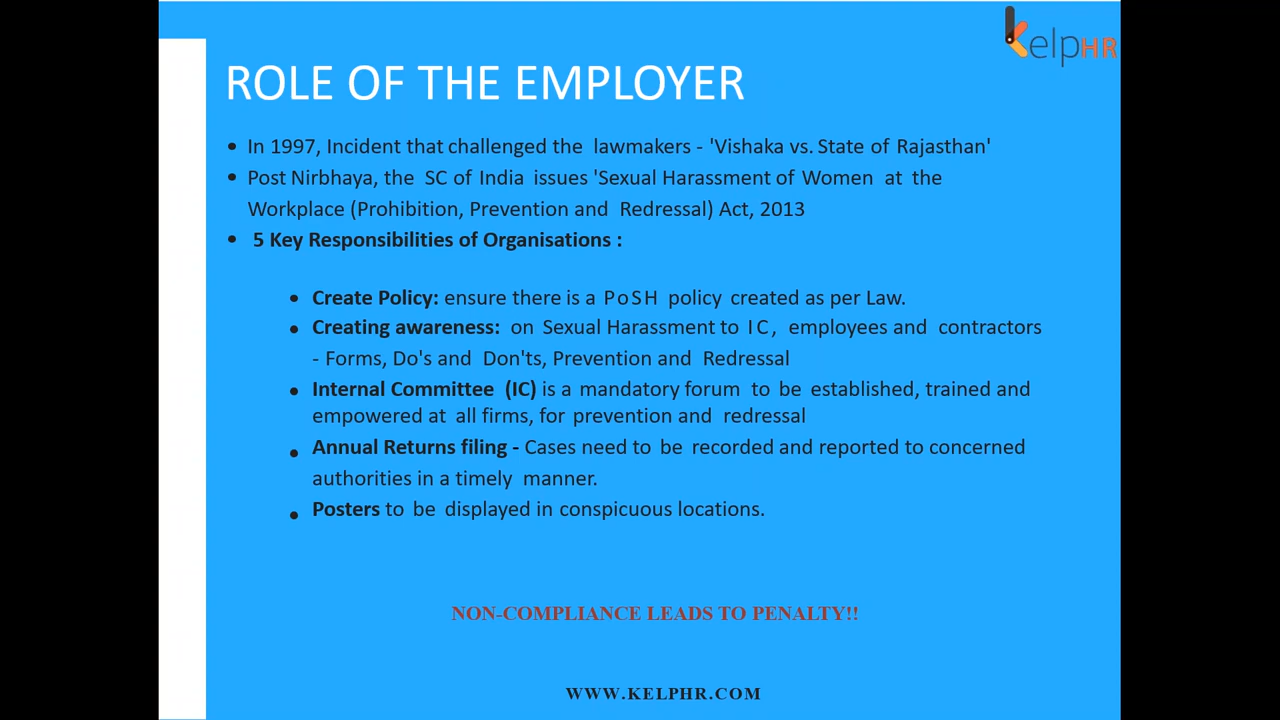 kelpHR
ROLE OF THE EMPLOYER
• In 1997, Incident that challenged the lawmakers - 'Vishaka vs. State of Rajasthan'
• Post Nirbhaya, the SC of India issues 'Sexual Harassment of Women at the
Workplace (Prohibition, Prevention and Redressal) Act, 2013
• 5 Key Responsibilities of Organisations :
• Create Policy: ensure there is a PoSH policy created as per Law.
• Creating awareness: on Sexual Harassment to IC, employees and contractors
- Forms, Do's and Don'ts, Prevention and Redressal
• Internal Committee (IC) is a mandatory forum to be established, trained and
empowered at all firms, for prevention and redressal
• Annual Returns filing - Cases need to be recorded and reported to concerned
authorities in a timely manner.
• Posters to be displayed in conspicuous locations.
NON-COMPLIANCE LEADS TO PENALTY!!
WWW.KELPHR.COM